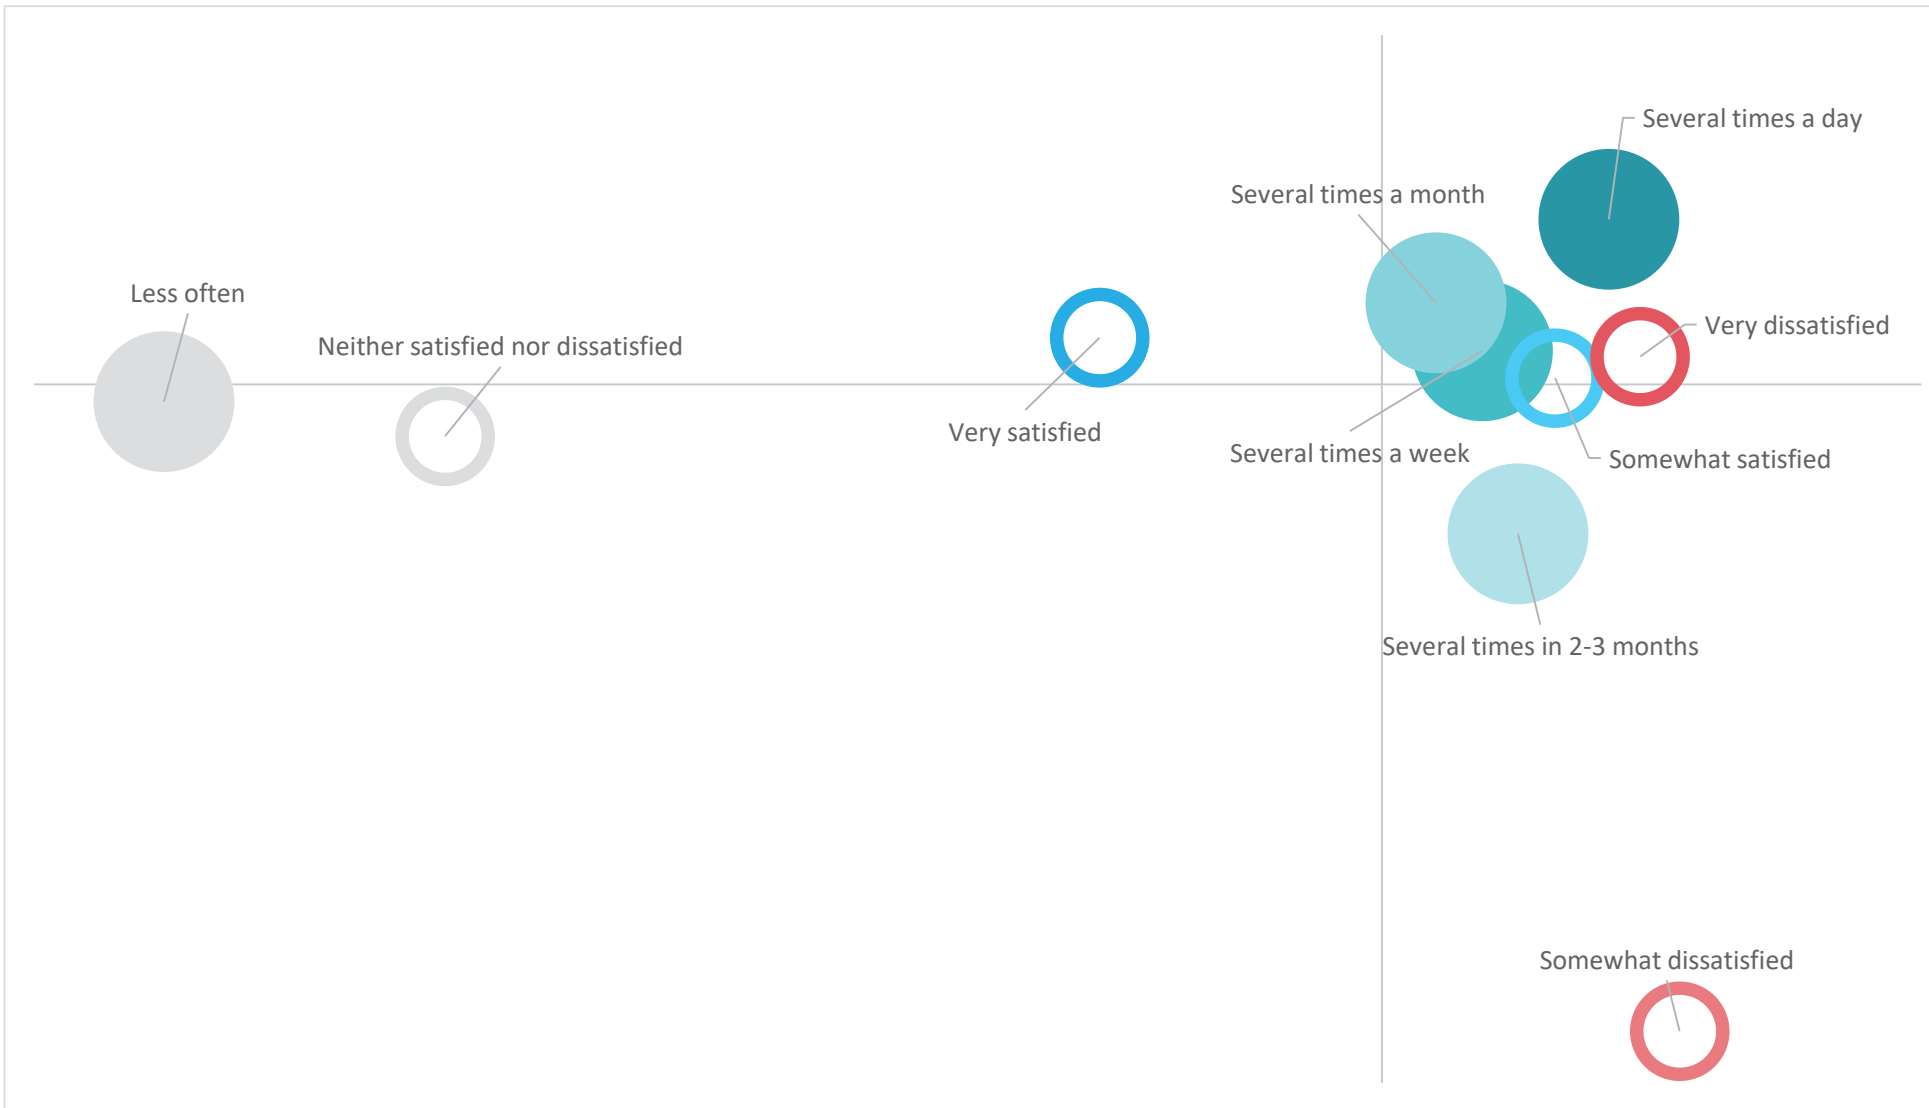 Several times a day
Several times a month
Less often
Very dissatisfied
Neither satisfied nor dissatisfied
Very satisfied
Several times a week
Somewhat satisfied
Several times in 2-3 months
Somewhat dissatisfied